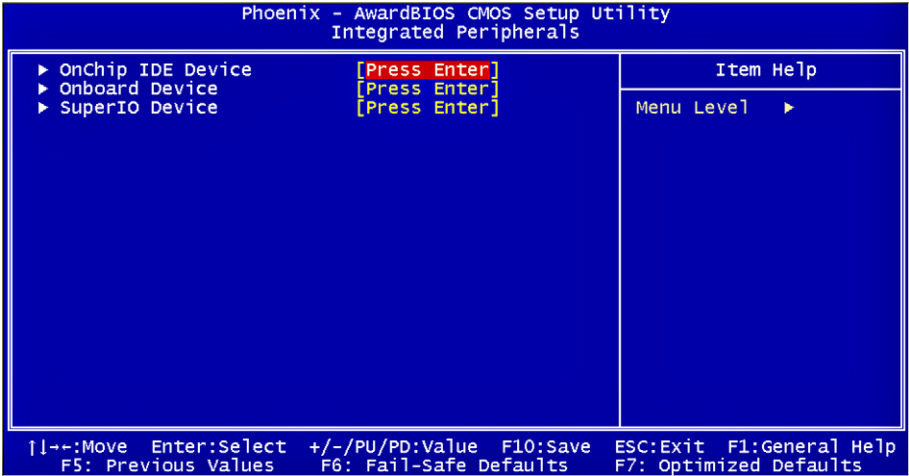 Phoenix - AwardBIOS CMOS Setup Utility
Integrated Peripherals
▶ OnChip IDE Device [Press Enter]
▶ Onboard Device [Press Enter]
▶ SuperIO Device [Press Enter]
Item Help
Menu Level ▶
↑↓→←:Move Enter:Select +/-/PU/PD:Value F10:Save ESC:Exit F1:General Help
F5: Previous Values F6: Fail-Safe Defaults F7: Optimized Defaults